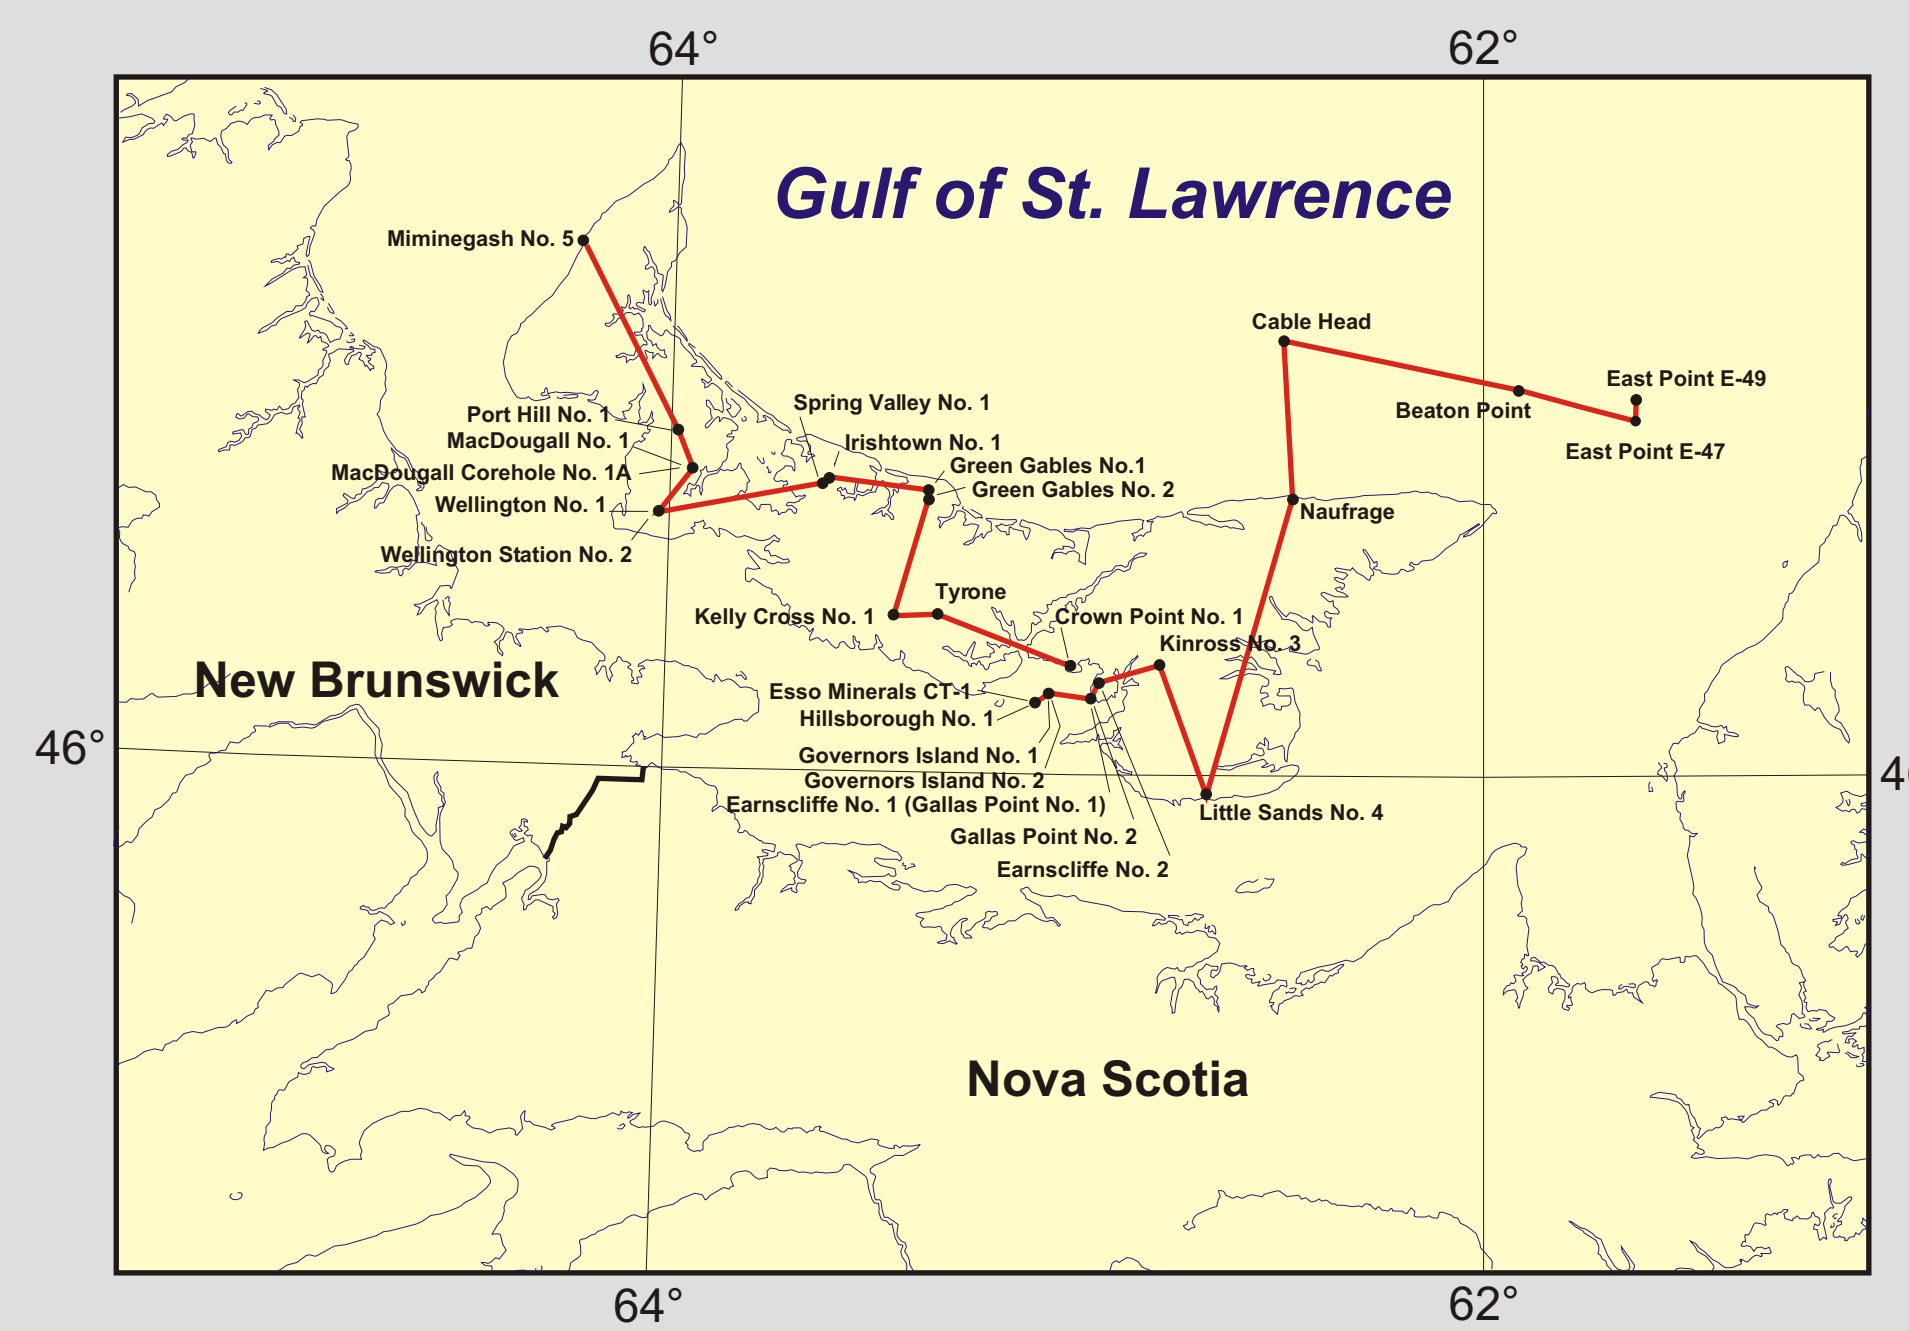 64°
62°
Gulf of St. Lawrence
Miminegash No. 5
Cable Head
East Point E-49
Beaton Point
East Point E-47
Spring Valley No. 1
Port Hill No. 1
MacDougall No. 1
Irishtown No. 1
MacDougall Corehole No. 1A
Green Gables No.1
Green Gables No. 2
Wellington No. 1
Naufrage
Wellington Station No. 2
Tyrone
Kelly Cross No. 1
Crown Point No. 1
Kinross No. 3
New Brunswick
Esso Minerals CT-1
Hillsborough No. 1
46°
Governors Island No. 1
Governors Island No. 2
Earnscliffe No. 1 (Gallas Point No. 1)
Little Sands No. 4
Gallas Point No. 2
Earnscliffe No. 2
Nova Scotia
64°
62°